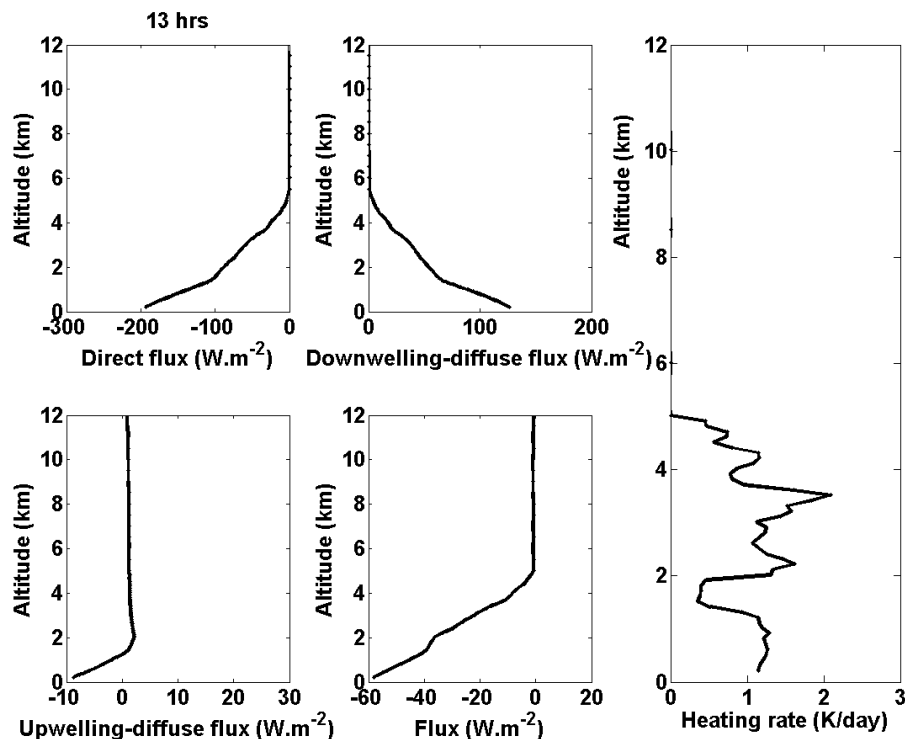 13 hrs
12
10
8
6
4
2
0
Altitude (km)
-300 -200 -100 0
Direct flux (W.m-2)
12
10
8
6
4
2
0
Altitude (km)
0 100 200
Downwelling-diffuse flux (W.m-2)
12
10
8
6
4
2
0
Altitude (km)
0 1 2 3
Heating rate (K/day)
12
10
8
6
4
2
0
Altitude (km)
-10 0 10 20 30
Upwelling-diffuse flux (W.m-2)
12
10
8
6
4
2
0
Altitude (km)
-60 -40 -20 0 20
Flux (W.m-2)